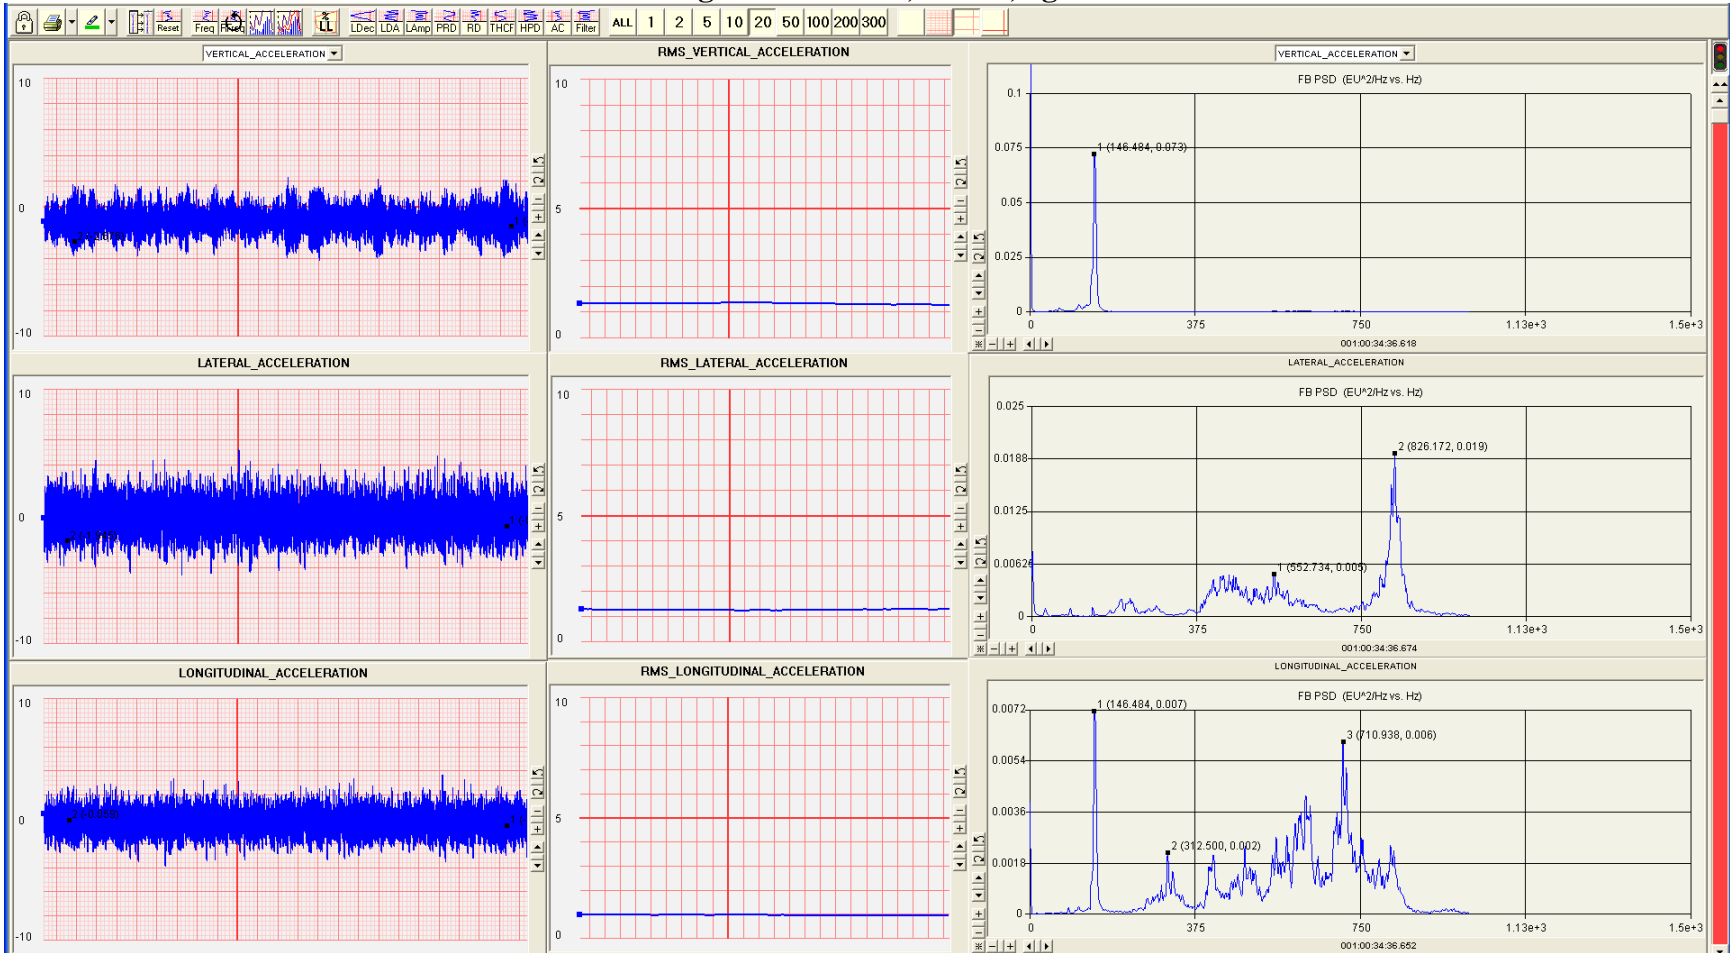 Reset Freq LL LDec LDA LAmp PRD RD THCF HPD AC Filter ALL 1 2 5 10 20 50 100 200 300
VERTICAL_ACCELERATION
10
0
-10
RMS_VERTICAL_ACCELERATION
10
5
0
VERTICAL_ACCELERATION
FB PSD (EU^2/Hz vs. Hz)
0.1
0.075
0.05
0.025
0
1 (146.484, 0.073)
0 375 750 1.13e+3 1.5e+3
001:00:34:36.618
LATERAL_ACCELERATION
10
0
-10
RMS_LATERAL_ACCELERATION
10
5
0
LATERAL_ACCELERATION
FB PSD (EU^2/Hz vs. Hz)
0.025
0.0188
0.0125
0.00626
0
2 (826.172, 0.019)
1 (552.734, 0.005)
0 375 750 1.13e+3 1.5e+3
001:00:34:36.674
LONGITUDINAL_ACCELERATION
10
0
-10
RMS_LONGITUDINAL_ACCELERATION
10
5
0
LONGITUDINAL_ACCELERATION
FB PSD (EU^2/Hz vs. Hz)
0.0072
0.0054
0.0036
0.0018
0
1 (146.484, 0.007)
3 (710.938, 0.006)
2 (312.500, 0.002)
0 375 750 1.13e+3 1.5e+3
001:00:34:36.652